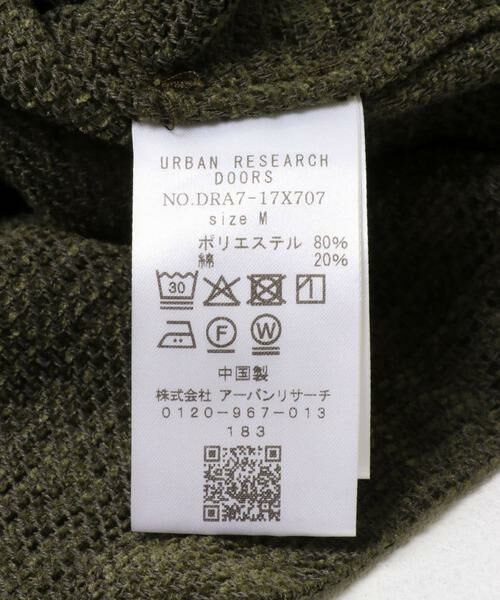 URBAN RESEARCH
DOORS
NO.DRA7-17X707
size M
ポリエステル 80%
綿 20%
30
F W
中国製
株式会社 アーバンリサーチ
0120-967-013
183